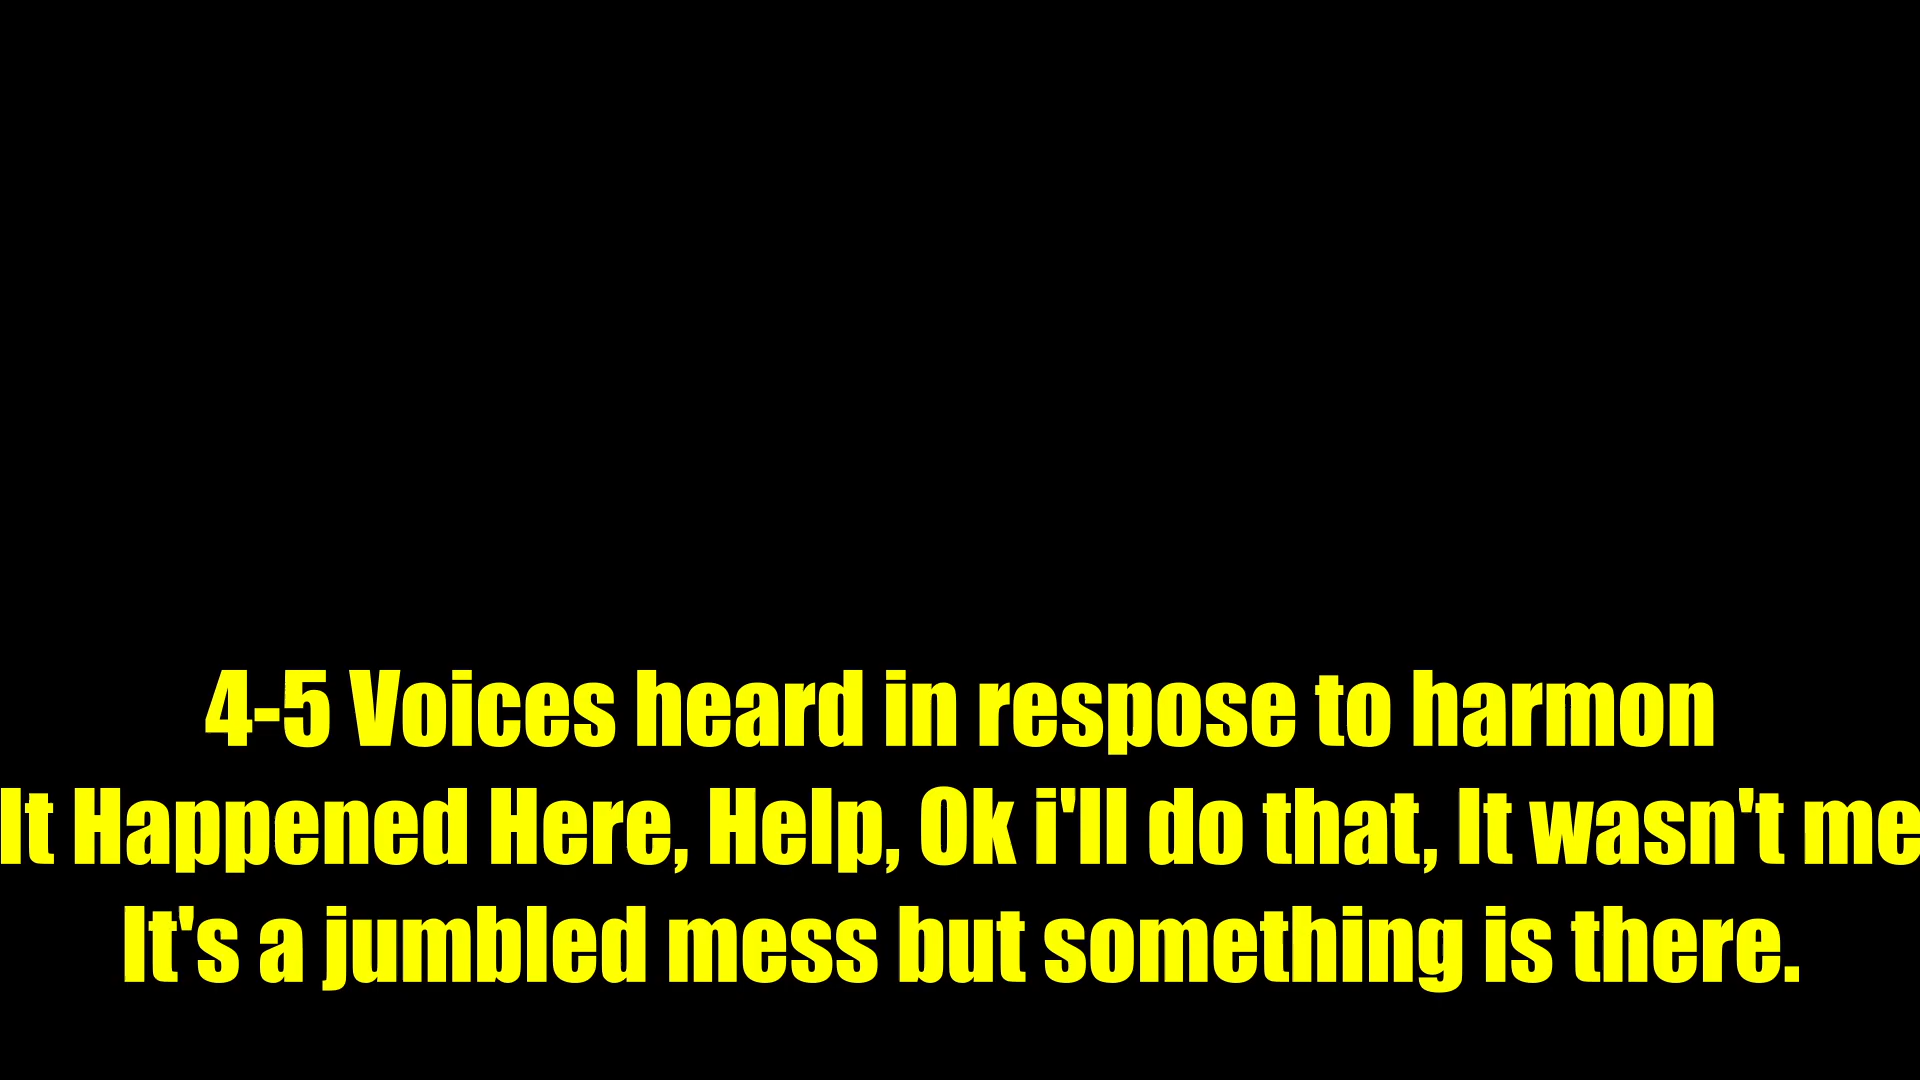 4-5 Voices heard in respose to harmon
It Happened Here, Help, Ok i'll do that, It wasn't me
It's a jumbled mess but something is there.